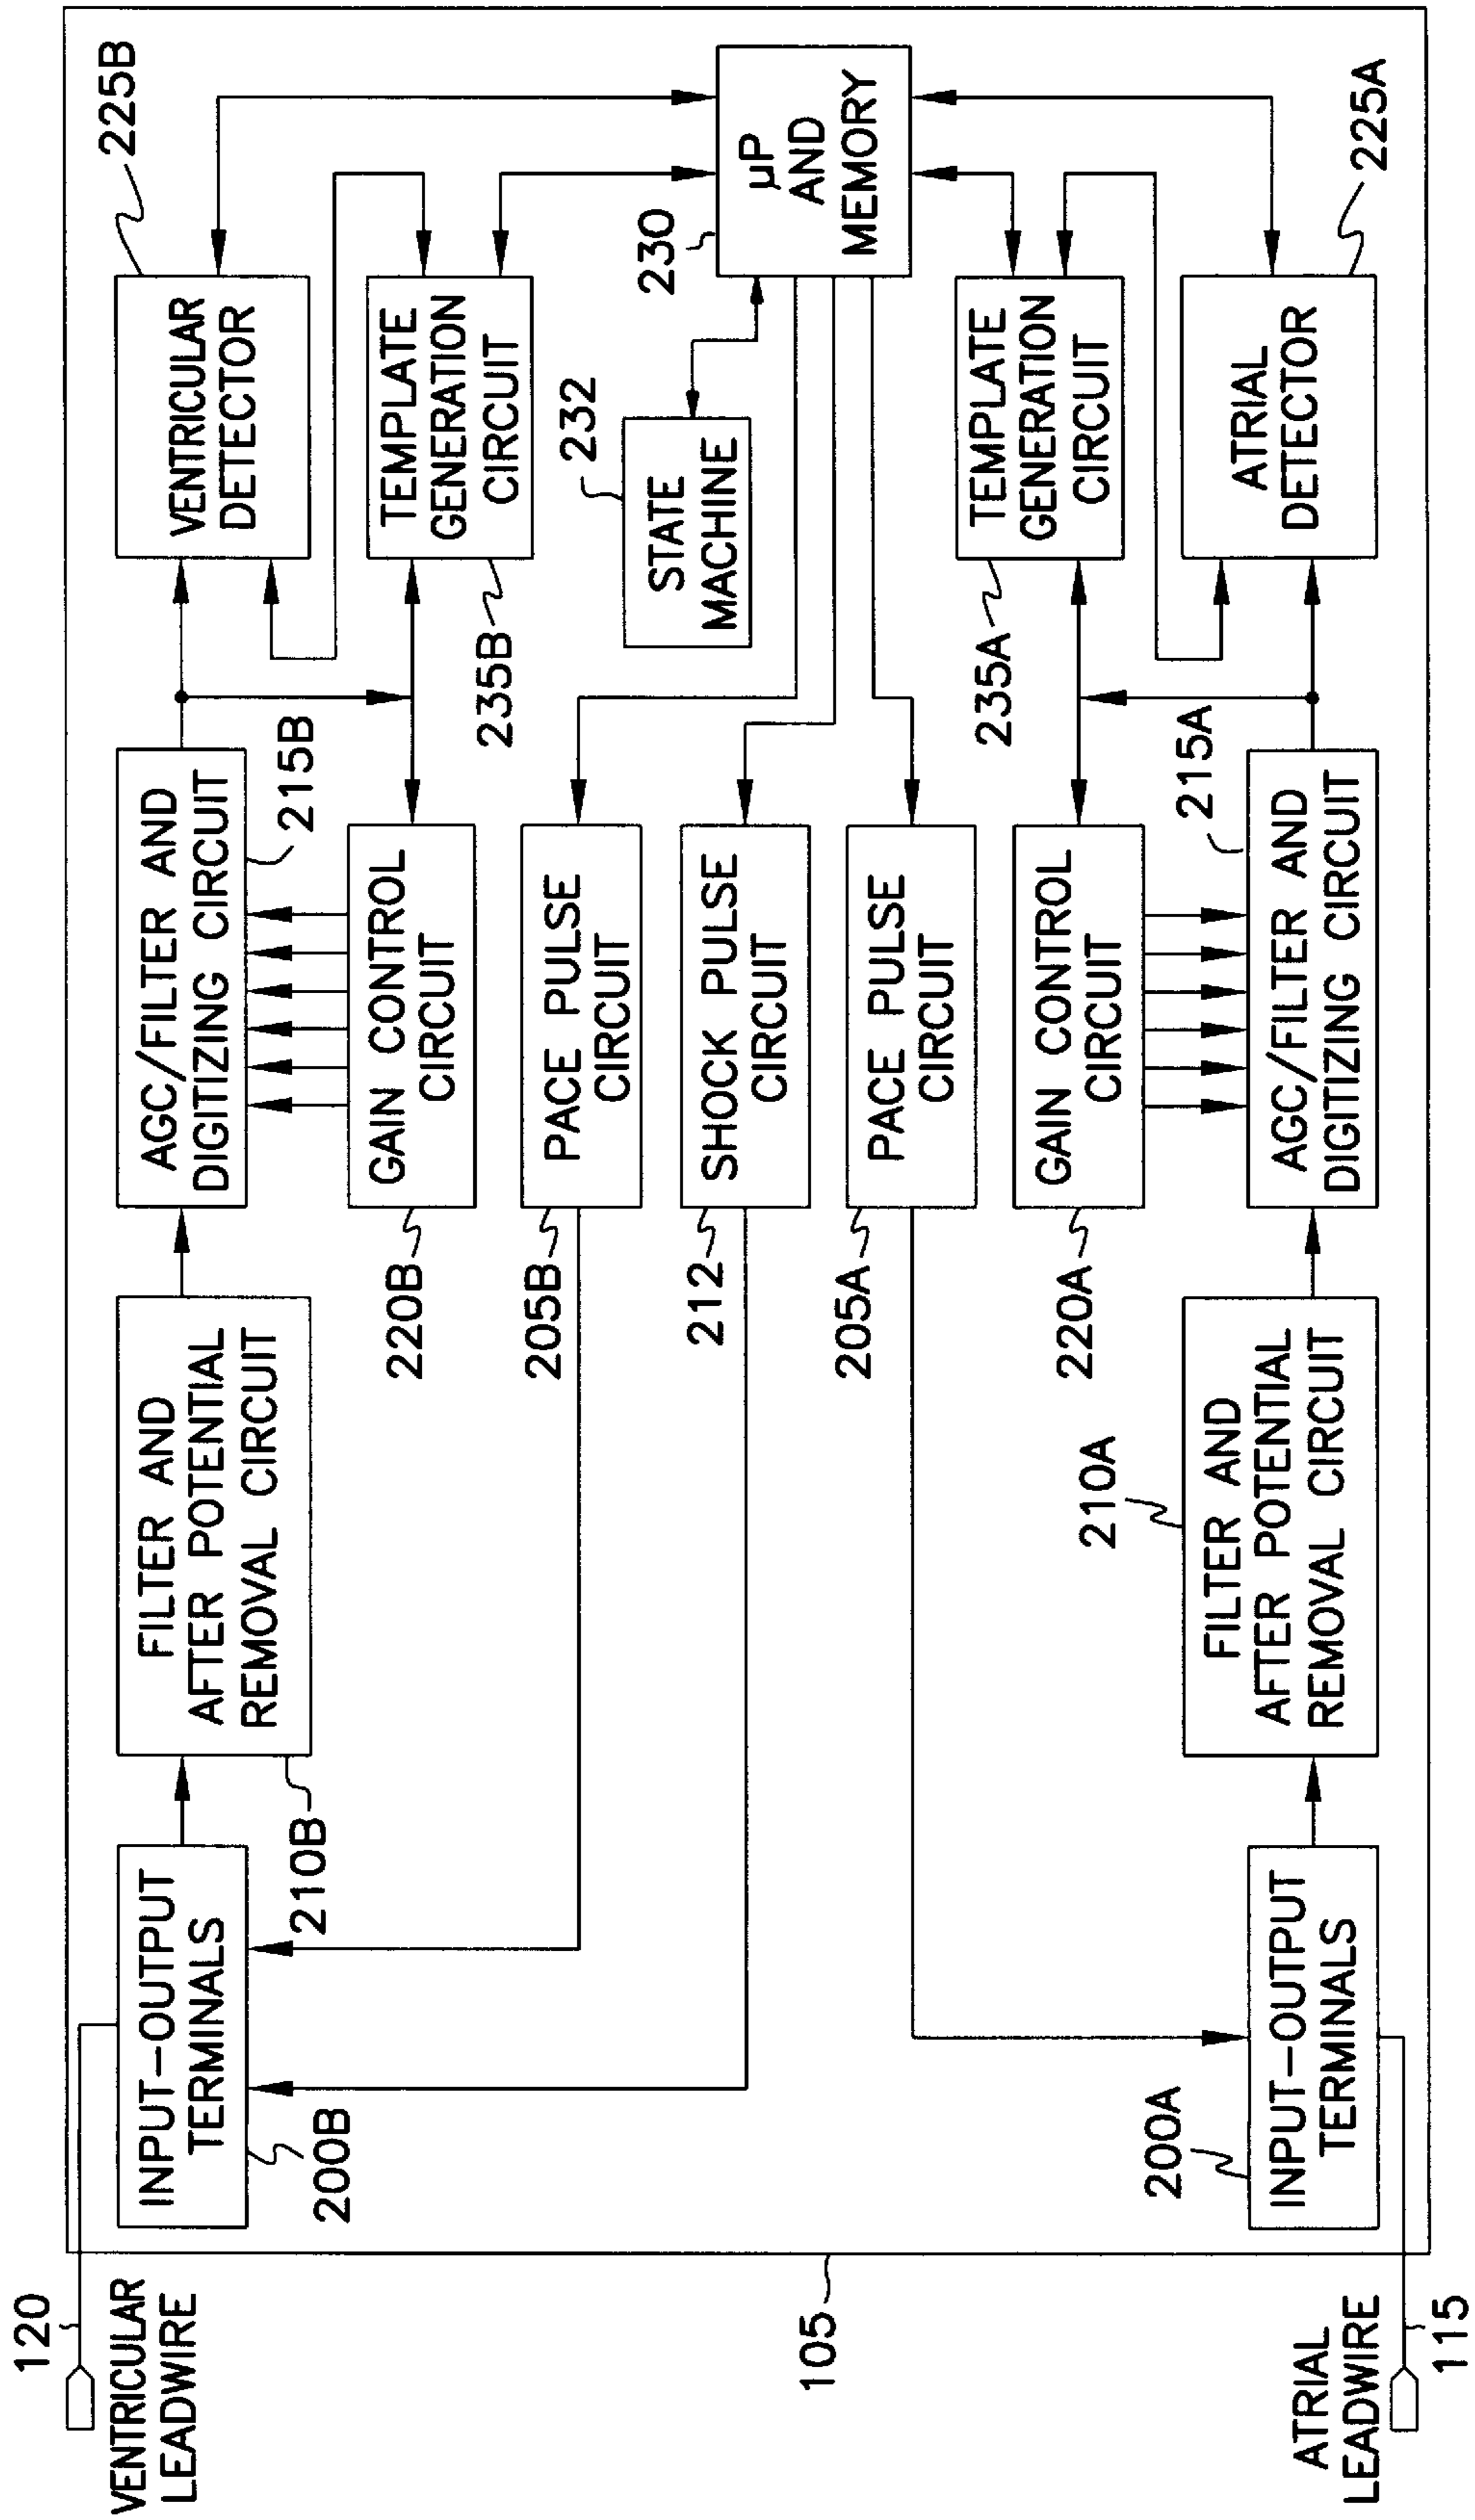 120
VENTRICULAR
LEADWIRE
INPUT-OUTPUT
TERMINALS
200B
FILTER AND
AFTER POTENTIAL
REMOVAL CIRCUIT
210B
AGC/FILTER AND
DIGITIZING CIRCUIT
215B
VENTRICULAR
DETECTOR
225B
GAIN CONTROL
CIRCUIT
220B
TEMPLATE
GENERATION
CIRCUIT
235B
PACE PULSE
CIRCUIT
205B
STATE
MACHINE
232
SHOCK PULSE
CIRCUIT
212
µP
AND
MEMORY
230
105
PACE PULSE
CIRCUIT
205A
GAIN CONTROL
CIRCUIT
220A
TEMPLATE
GENERATION
CIRCUIT
235A
ATRIAL
LEADWIRE
115
INPUT-OUTPUT
TERMINALS
200A
FILTER AND
AFTER POTENTIAL
REMOVAL CIRCUIT
210A
AGC/FILTER AND
DIGITIZING CIRCUIT
215A
ATRIAL
DETECTOR
225A